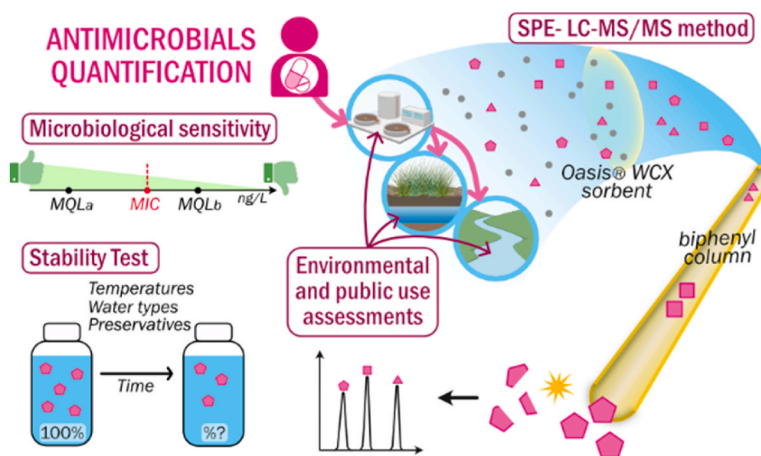 ANTIMICROBIALS
QUANTIFICATION
SPE- LC-MS/MS method
Microbiological sensitivity
MQLa
MIC
MQLb
ng/L
Oasis® WCX
sorbent
biphenyl
column
Stability Test
Temperatures
Water types
Preservatives
Time
100%
%?
Environmental
and public use
assessments